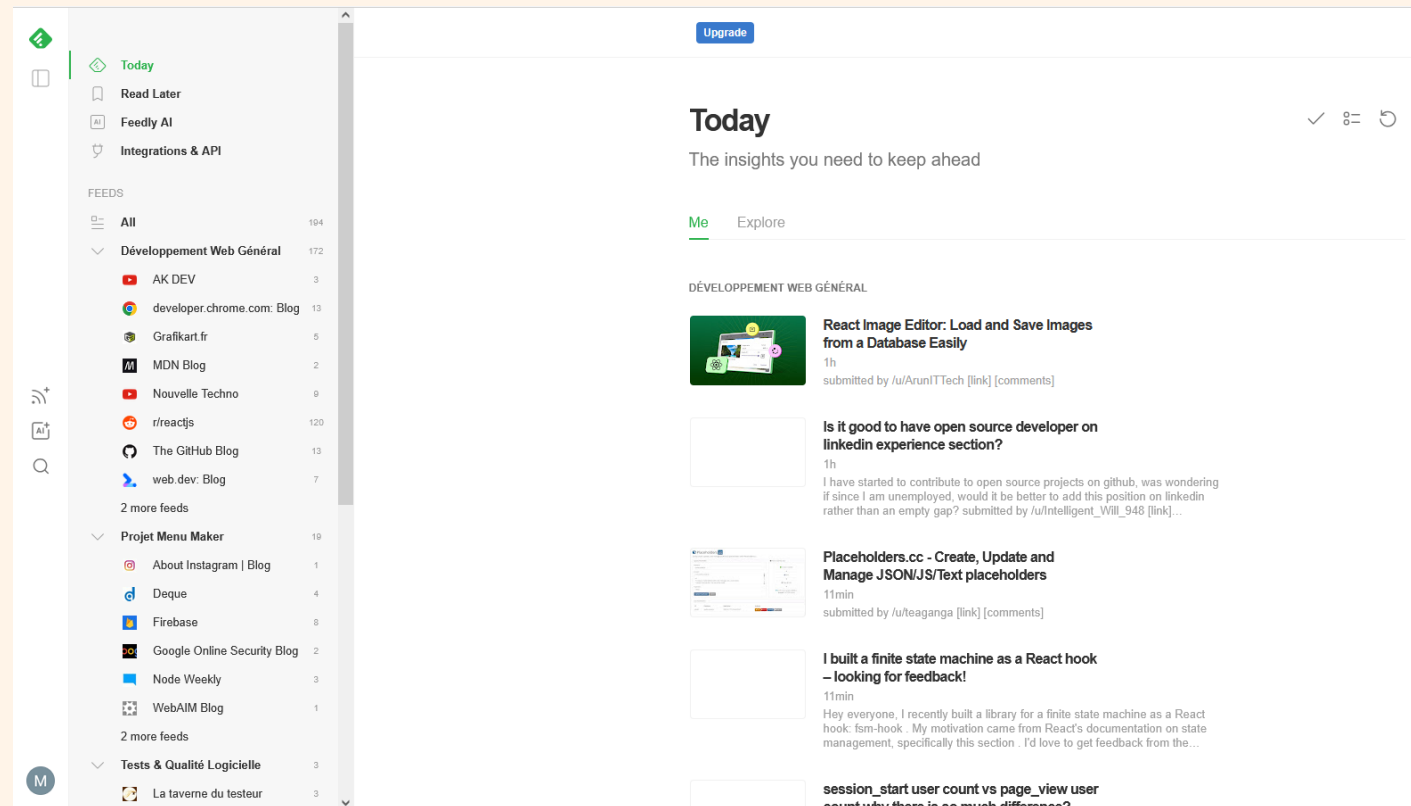 Upgrade
Today
Read Later
AI Feedly AI
Integrations & API
FEEDS
All 194
Développement Web Général 172
AK DEV 3
developer.chrome.com: Blog 13
Grafikart.fr 5
MDN Blog 2
Nouvelle Techno 9
r/reactjs 120
The GitHub Blog 13
web.dev: Blog 7
2 more feeds
Projet Menu Maker 19
About Instagram | Blog 1
Deque 4
Firebase 8
Google Online Security Blog 2
Node Weekly 3
WebAIM Blog 1
2 more feeds
Tests & Qualité Logicielle 3
La taverne du testeur 3
AI
M
Today
The insights you need to keep ahead
Me Explore
DÉVELOPPEMENT WEB GÉNÉRAL
React Image Editor: Load and Save Images
from a Database Easily
1h
submitted by /u/ArunITTech [link] [comments]
Is it good to have open source developer on
linkedin experience section?
1h
I have started to contribute to open source projects on github, was wondering
if since I am unemployed, would it be better to add this position on linkedin
rather than an empty gap? submitted by /u/Intelligent_Will_948 [link]...
Placeholders.cc - Create, Update and
Manage JSON/JS/Text placeholders
11min
submitted by /u/teaganga [link] [comments]
I built a finite state machine as a React hook
– looking for feedback!
11min
Hey everyone, I recently built a library for a finite state machine as a React
hook: fsm-hook . My motivation came from React's documentation on state
management, specifically this section . I'd love to get feedback from the...
session_start user count vs page_view user
count why there is so much difference?